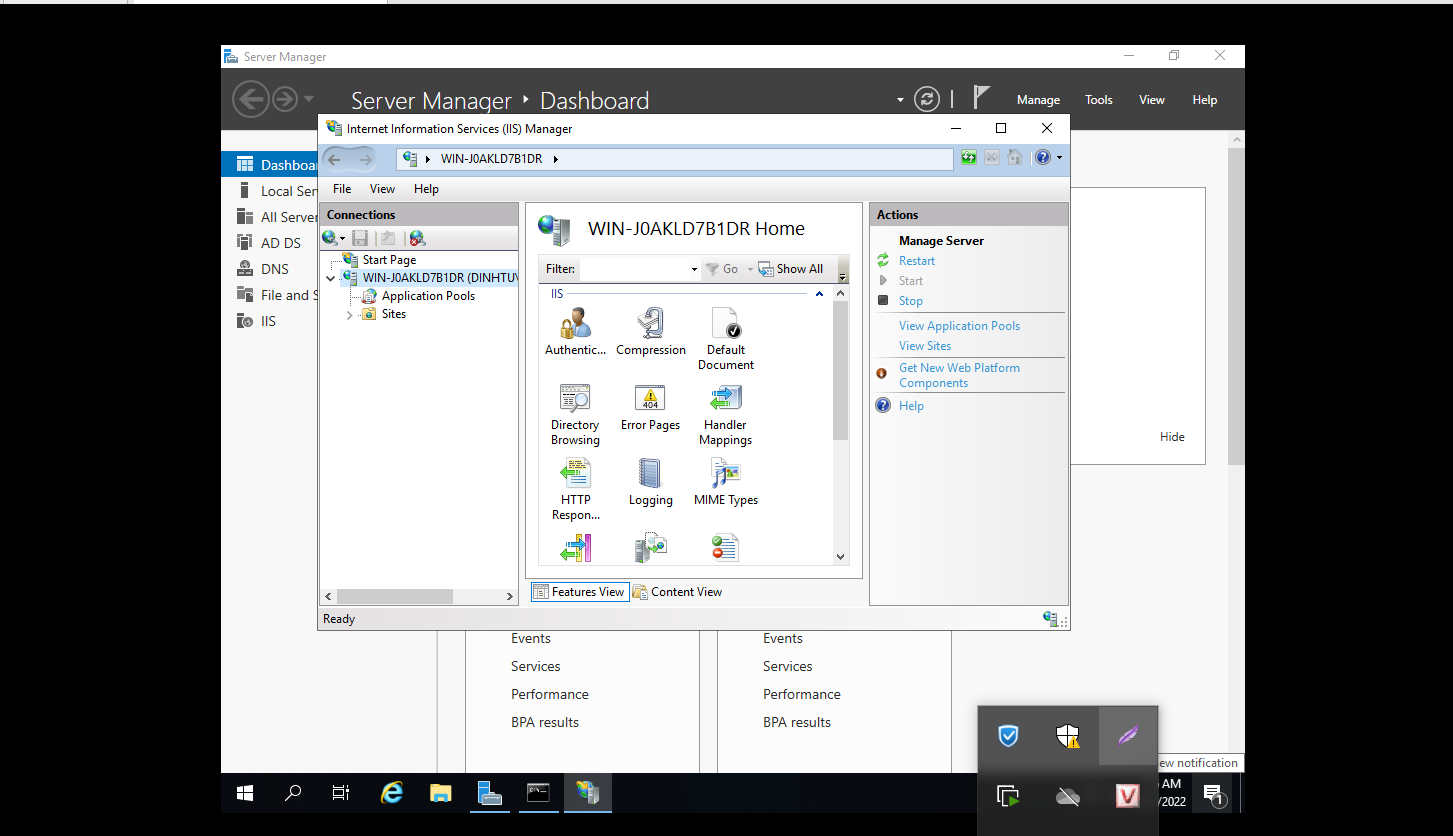 Server Manager
Server Manager ‣ Dashboard
Manage
Tools
View
Help
Internet Information Services (IIS) Manager
WIN-J0AKLD7B1DR
File
View
Help
Dashboa
Local Ser
All Server
AD DS
DNS
File and S
IIS
Connections
Start Page
WIN-J0AKLD7B1DR (DINHTU\
Application Pools
Sites
WIN-J0AKLD7B1DR Home
Filter:
Go
Show All
IIS
Authentic...
Compression
Default
Document
Directory
Browsing
404
Error Pages
Handler
Mappings
HTTP
Respon...
Logging
MIME Types
Features View
Content View
Actions
Manage Server
Restart
Start
Stop
View Application Pools
View Sites
Get New Web Platform
Components
Help
Hide
Ready
Events
Services
Performance
BPA results
Events
Services
Performance
BPA results
ew notification
AM
/2022
1
V